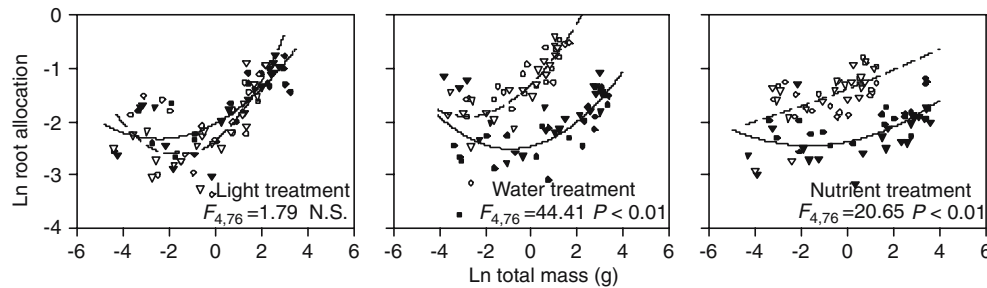 Ln root allocation
0
-1
-2
-3
-4
Light treatment
F4,76=1.79 N.S.
-6 -4 -2 0 2 4 6
Water treatment
F4,76=44.41 P < 0.01
-6 -4 -2 0 2 4 6
Nutrient treatment
F4,76=20.65 P < 0.01
-6 -4 -2 0 2 4 6
Ln total mass (g)